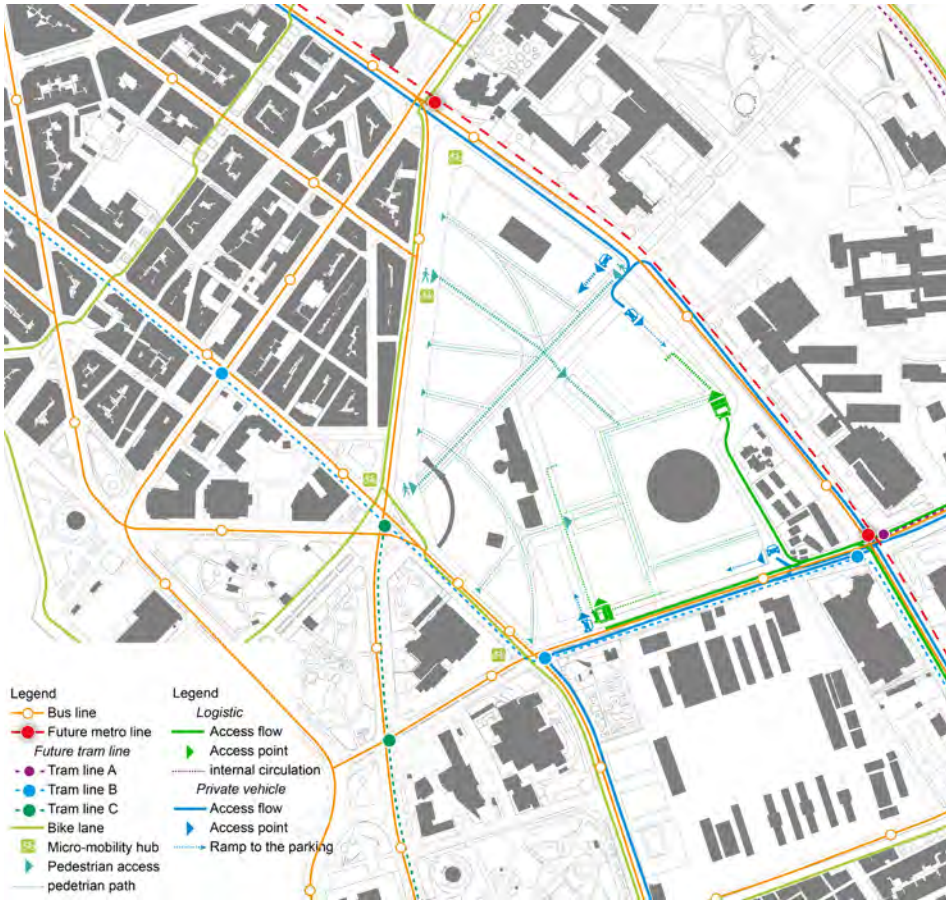 Legend
Bus line
Future metro line
Future tram line
Tram line A
Tram line B
Tram line C
Bike lane
Micro-mobility hub
Pedestrian access
pedetrian path
Legend
Logistic
Access flow
Access point
internal circulation
Private vehicle
Access flow
Access point
Ramp to the parking